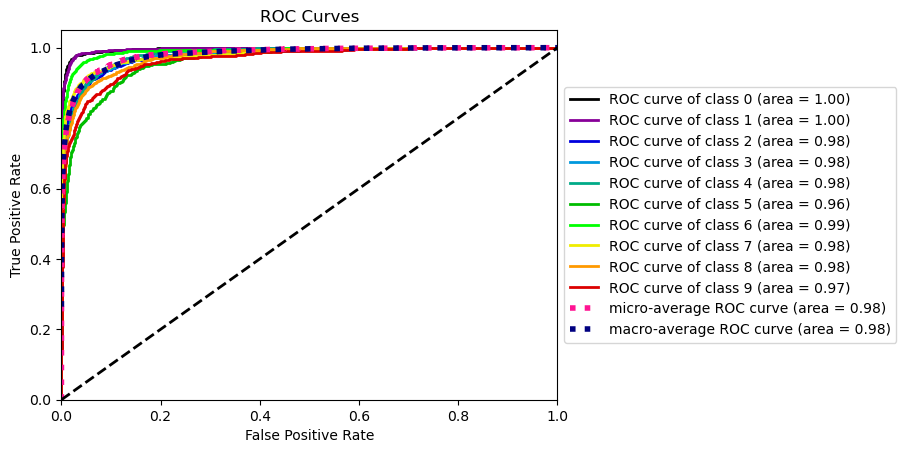 ROC Curves
1.0
0.8
0.6
0.4
0.2
0.0
True Positive Rate
0.0 0.2 0.4 0.6 0.8 1.0
False Positive Rate
ROC curve of class 0 (area = 1.00)
ROC curve of class 1 (area = 1.00)
ROC curve of class 2 (area = 0.98)
ROC curve of class 3 (area = 0.98)
ROC curve of class 4 (area = 0.98)
ROC curve of class 5 (area = 0.96)
ROC curve of class 6 (area = 0.99)
ROC curve of class 7 (area = 0.98)
ROC curve of class 8 (area = 0.98)
ROC curve of class 9 (area = 0.97)
micro-average ROC curve (area = 0.98)
macro-average ROC curve (area = 0.98)